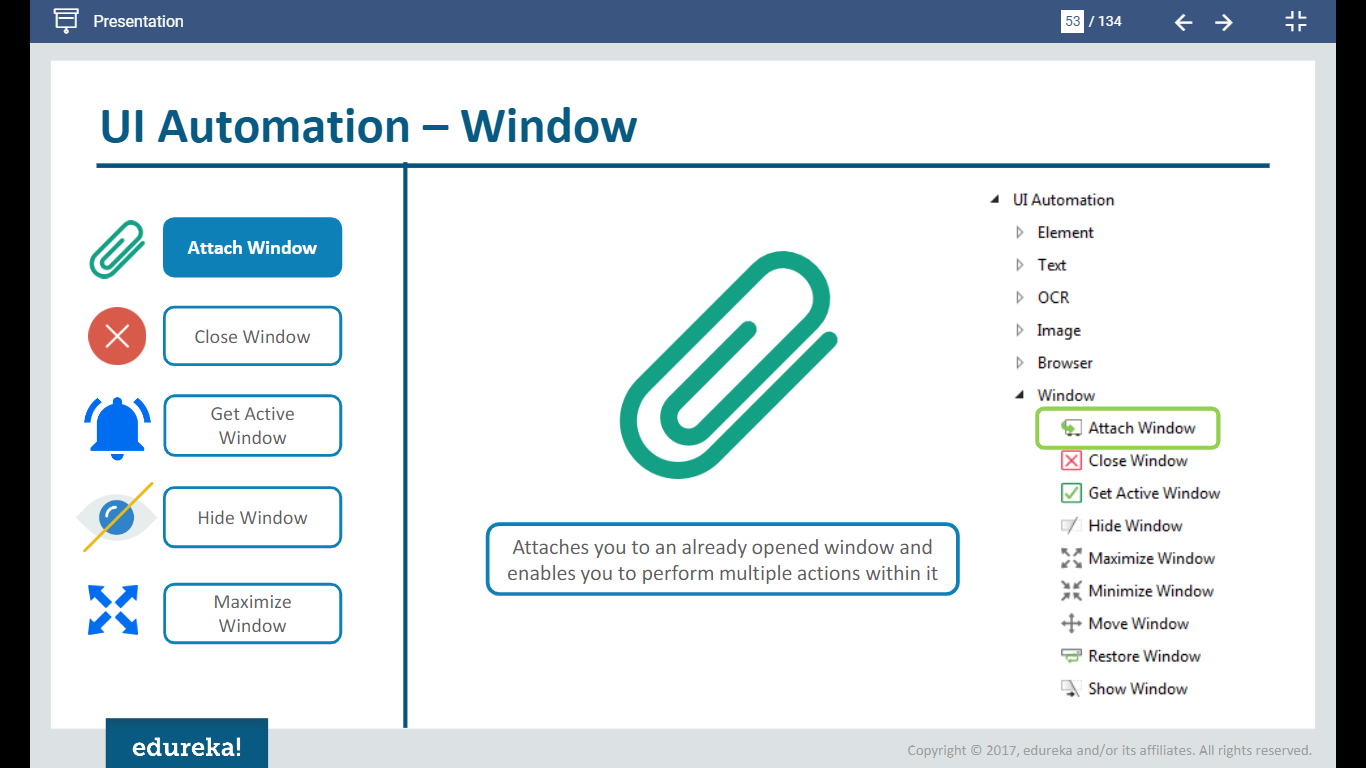 Presentation
53 / 134
UI Automation – Window
Attach Window
Close Window
Get Active
Window
Hide Window
Maximize
Window
Attaches you to an already opened window and
enables you to perform multiple actions within it
UI Automation
Element
Text
OCR
Image
Browser
Window
Attach Window
Close Window
Get Active Window
Hide Window
Maximize Window
Minimize Window
Move Window
Restore Window
Show Window
edureka!
Copyright © 2017, edureka and/or its affiliates. All rights reserved.